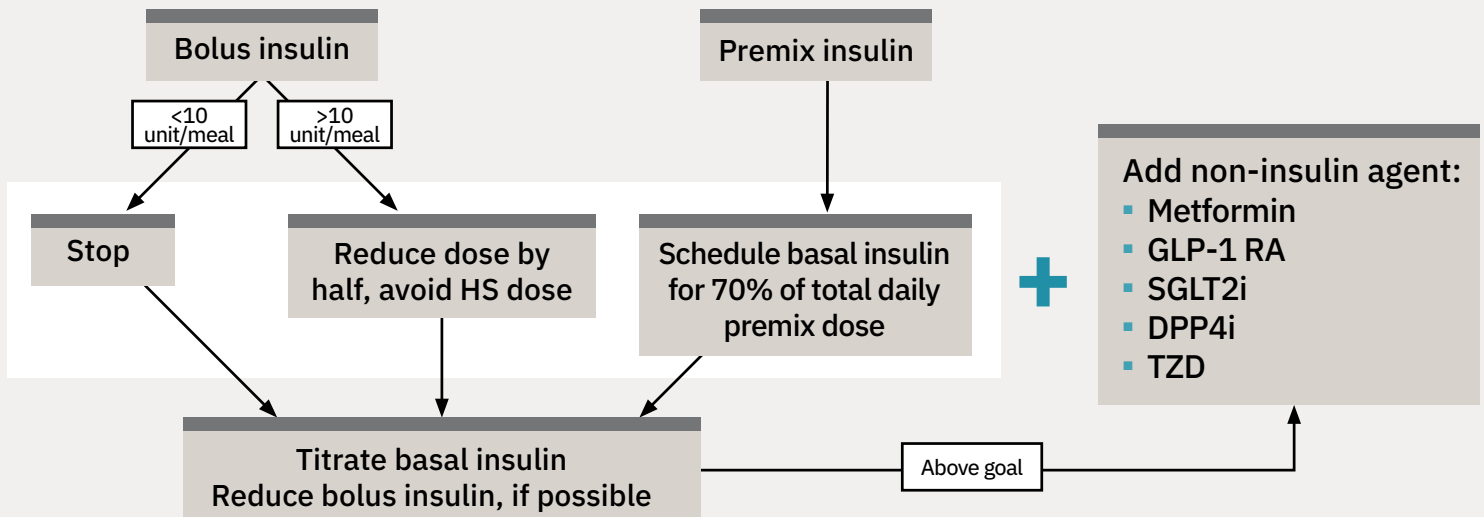 Bolus insulin
Premix insulin
<10
unit/meal
>10
unit/meal
Stop
Reduce dose by
half, avoid HS dose
Schedule basal insulin
for 70% of total daily
premix dose
+
Add non-insulin agent:
▪ Metformin
▪ GLP-1 RA
▪ SGLT2i
▪ DPP4i
▪ TZD
Titrate basal insulin
Reduce bolus insulin, if possible
Above goal